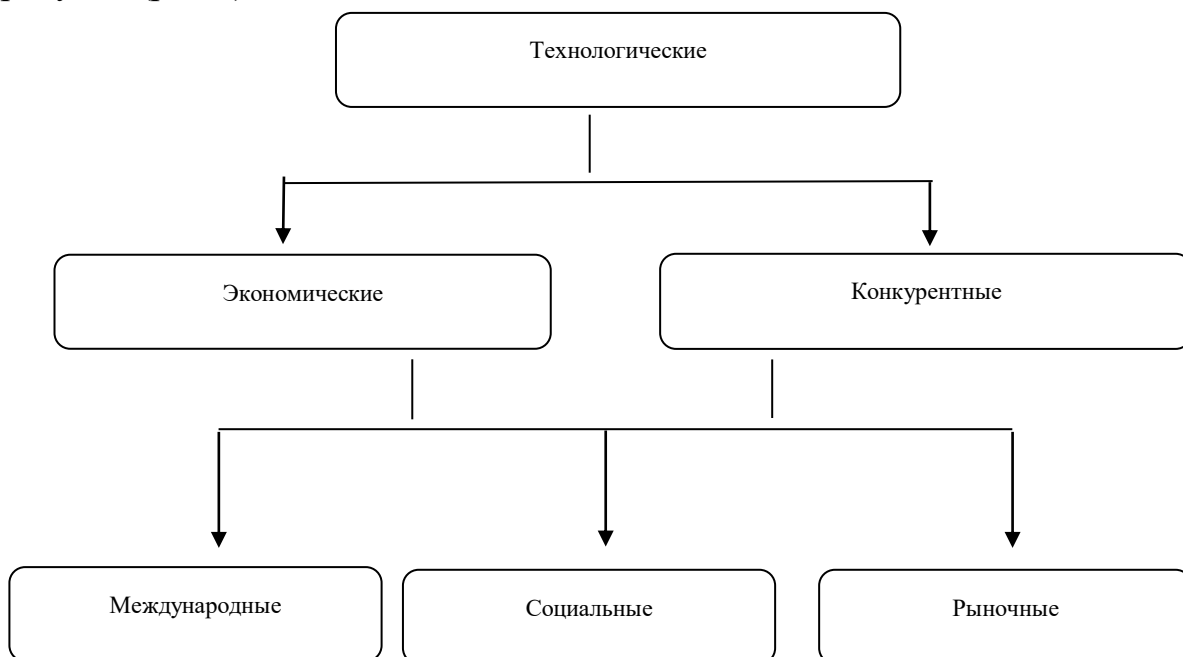 Технологические
Экономические
Конкурентные
Международные
Социальные
Рыночные